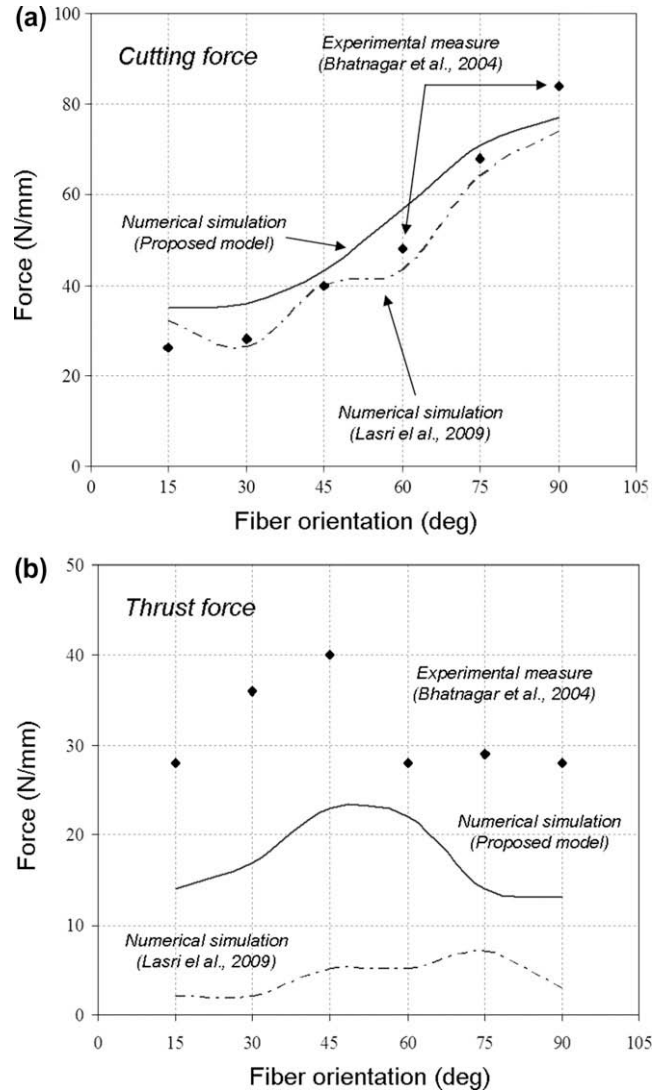 (a)
100
80
60
40
20
0
Force (N/mm)
Cutting force
Experimental measure
(Bhatnagar et al., 2004)
Numerical simulation
(Proposed model)
Numerical simulation
(Lasri el al., 2009)
0 15 30 45 60 75 90 105
Fiber orientation (deg)
(b)
50
40
30
20
10
0
Force (N/mm)
Thrust force
Experimental measure
(Bhatnagar et al., 2004)
Numerical simulation
(Proposed model)
Numerical simulation
(Lasri el al., 2009)
0 15 30 45 60 75 90 105
Fiber orientation (deg)